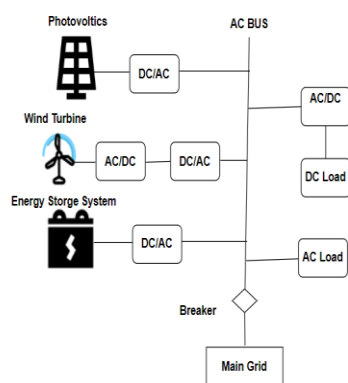 Photovoltics
AC BUS
DC/AC
AC/DC
Wind Turbine
AC/DC
DC/AC
DC Load
Energy Storge System
DC/AC
AC Load
Breaker
Main Grid